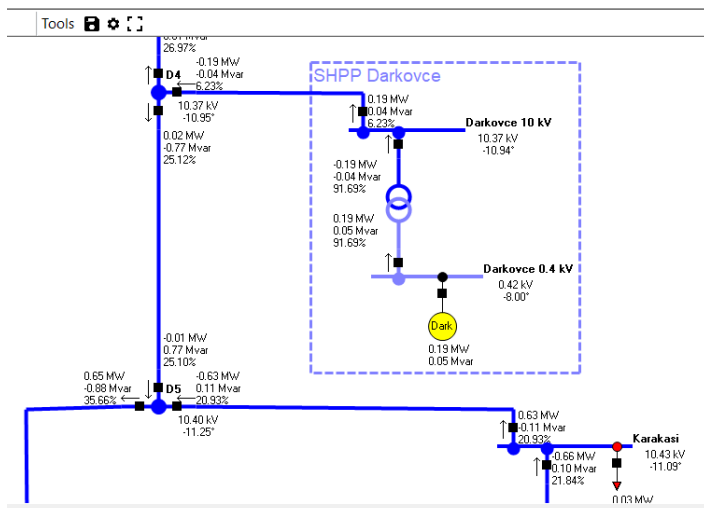 Tools
26.97%
-0.19 MW
-0.04 Mvar
6.23%
D4
10.37 kV
-10.95°
0.02 MW
-0.77 Mvar
25.12%
SHPP Darkovce
0.19 MW
0.04 Mvar
6.23%
Darkovce 10 kV
10.37 kV
-10.94°
-0.19 MW
-0.04 Mvar
91.69%
0.19 MW
0.05 Mvar
91.69%
Darkovce 0.4 kV
0.42 kV
-8.00°
Dark
0.19 MW
0.05 Mvar
-0.01 MW
0.77 Mvar
25.10%
0.65 MW
-0.88 Mvar
35.66%
-0.63 MW
0.11 Mvar
20.93%
D5
10.40 kV
-11.25°
0.63 MW
-0.11 Mvar
20.93%
Karakasi
10.43 kV
-11.09°
-0.66 MW
0.10 Mvar
21.84%
0.03 MW